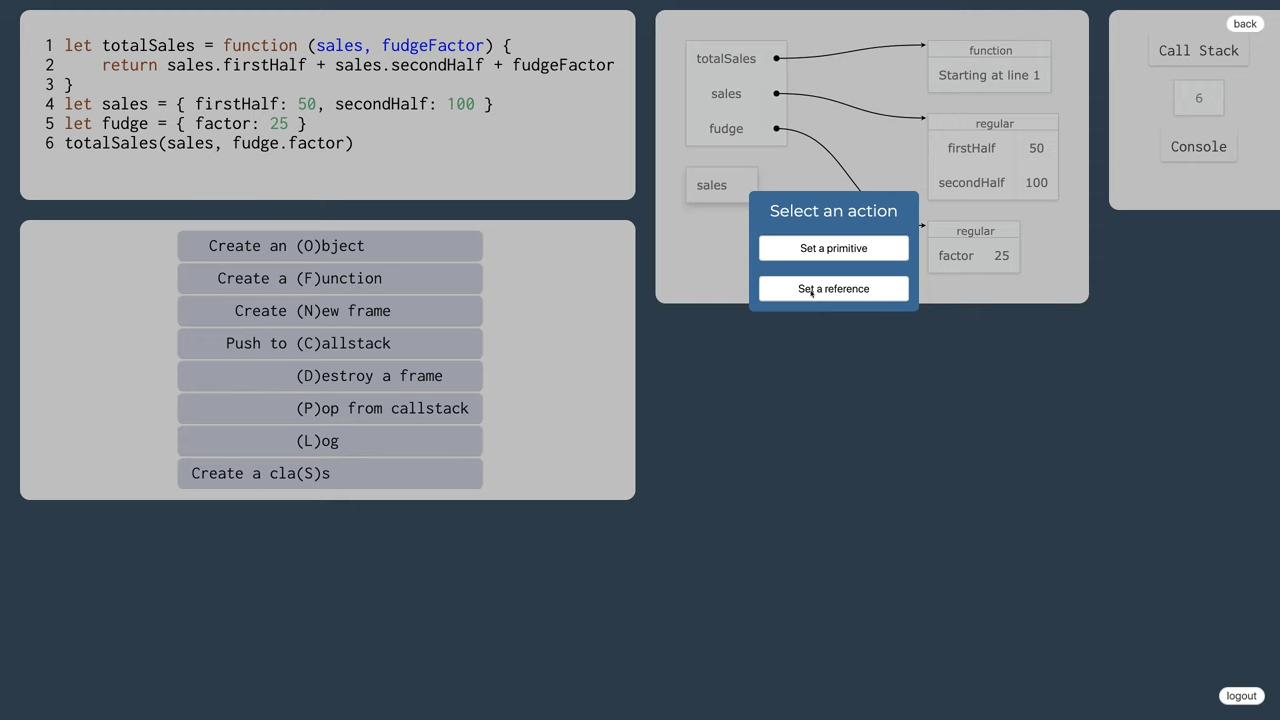 1 let totalSales = function (sales, fudgeFactor) {
2     return sales.firstHalf + sales.secondHalf + fudgeFactor
3 }
4 let sales = { firstHalf: 50, secondHalf: 100 }
5 let fudge = { factor: 25 }
6 totalSales(sales, fudge.factor)
Create an (O)bject
Create a (F)unction
Create (N)ew frame
Push to (C)allstack
(D)estroy a frame
(P)op from callstack
(L)og
Create a cla(S)s
totalSales
sales
fudge
sales
function
Starting at line 1
regular
firstHalf 50
secondHalf 100
regular
factor 25
Select an action
Set a primitive
Set a reference
back
Call Stack
6
Console
logout